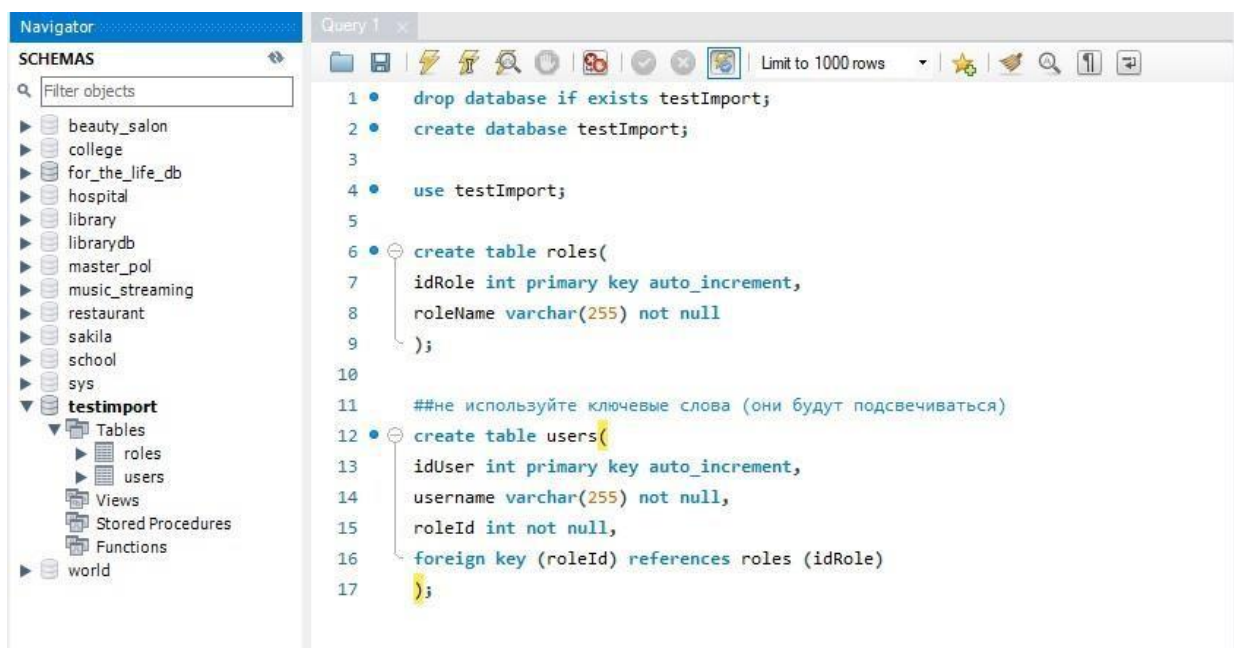 Navigator
SCHEMAS
Filter objects
beauty_salon
college
for_the_life_db
hospital
library
librarydb
master_pol
music_streaming
restaurant
sakila
school
sys
testimport
Tables
roles
users
Views
Stored Procedures
Functions
world
Query 1
Limit to 1000 rows
1 drop database if exists testImport;
2 create database testImport;
3
4 use testImport;
5
6 create table roles(
7 idRole int primary key auto_increment,
8 roleName varchar(255) not null
9 );
10
11 ##не используйте ключевые слова (они будут подсвечиваться)
12 create table users(
13 idUser int primary key auto_increment,
14 username varchar(255) not null,
15 roleId int not null,
16 foreign key (roleId) references roles (idRole)
17 );